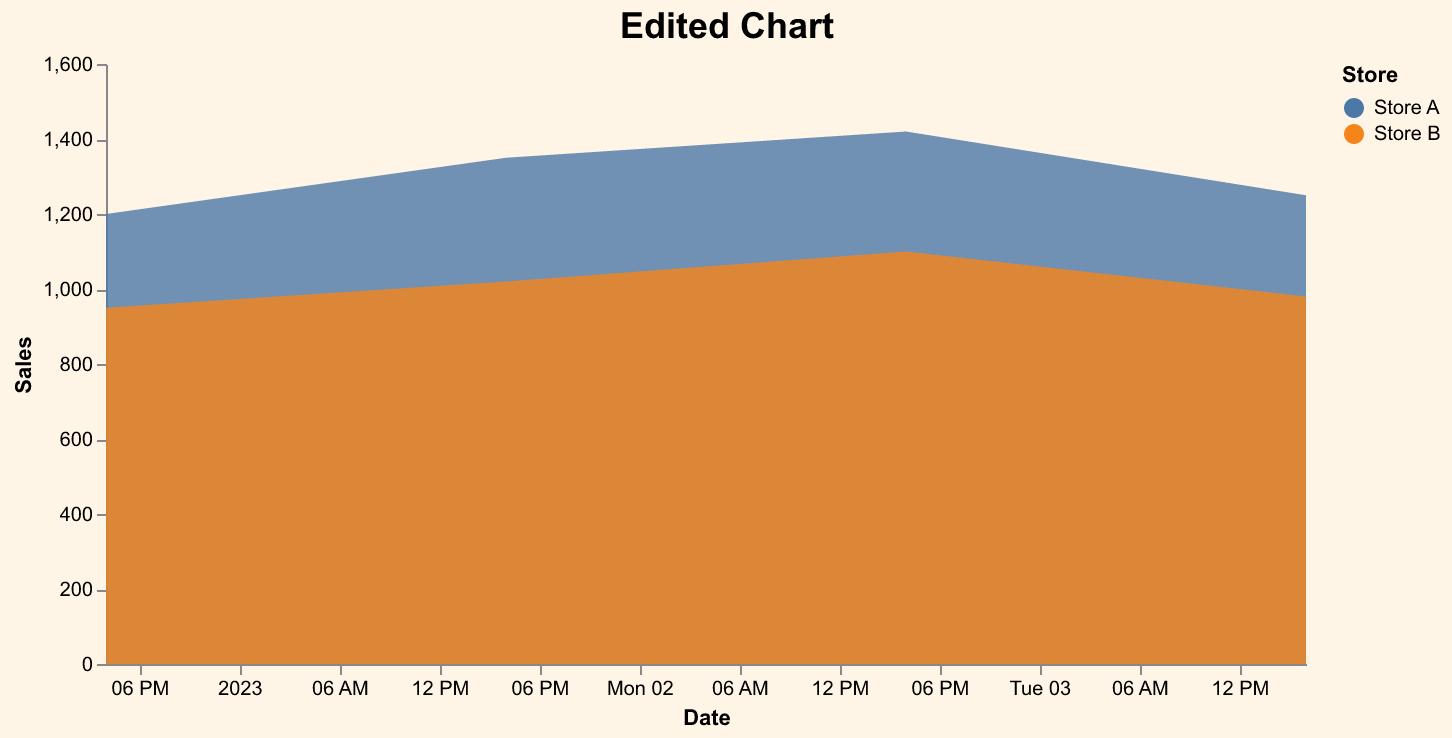 Edited Chart
Store
Store A
Store B
Sales
1,600
1,400
1,200
1,000
800
600
400
200
0
06 PM 2023 06 AM 12 PM 06 PM Mon 02 06 AM 12 PM 06 PM Tue 03 06 AM 12 PM
Date